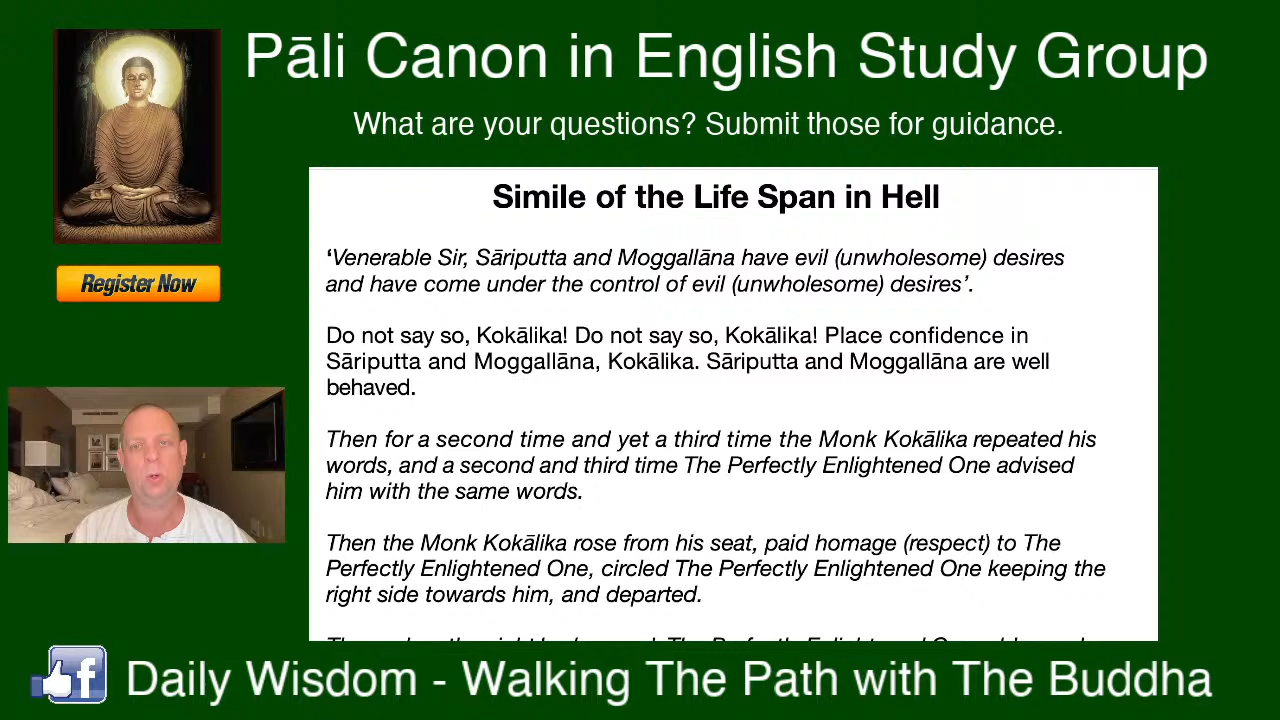 Pāli Canon in English Study Group
What are your questions? Submit those for guidance.
Register Now
Simile of the Life Span in Hell
‘Venerable Sir, Sāriputta and Moggallāna have evil (unwholesome) desires
and have come under the control of evil (unwholesome) desires’.
Do not say so, Kokālika! Do not say so, Kokālika! Place confidence in
Sāriputta and Moggallāna, Kokālika. Sāriputta and Moggallāna are well
behaved.
Then for a second time and yet a third time the Monk Kokālika repeated his
words, and a second and third time The Perfectly Enlightened One advised
him with the same words.
Then the Monk Kokālika rose from his seat, paid homage (respect) to The
Perfectly Enlightened One, circled The Perfectly Enlightened One keeping the
right side towards him, and departed.
f
Daily Wisdom - Walking The Path with The Buddha